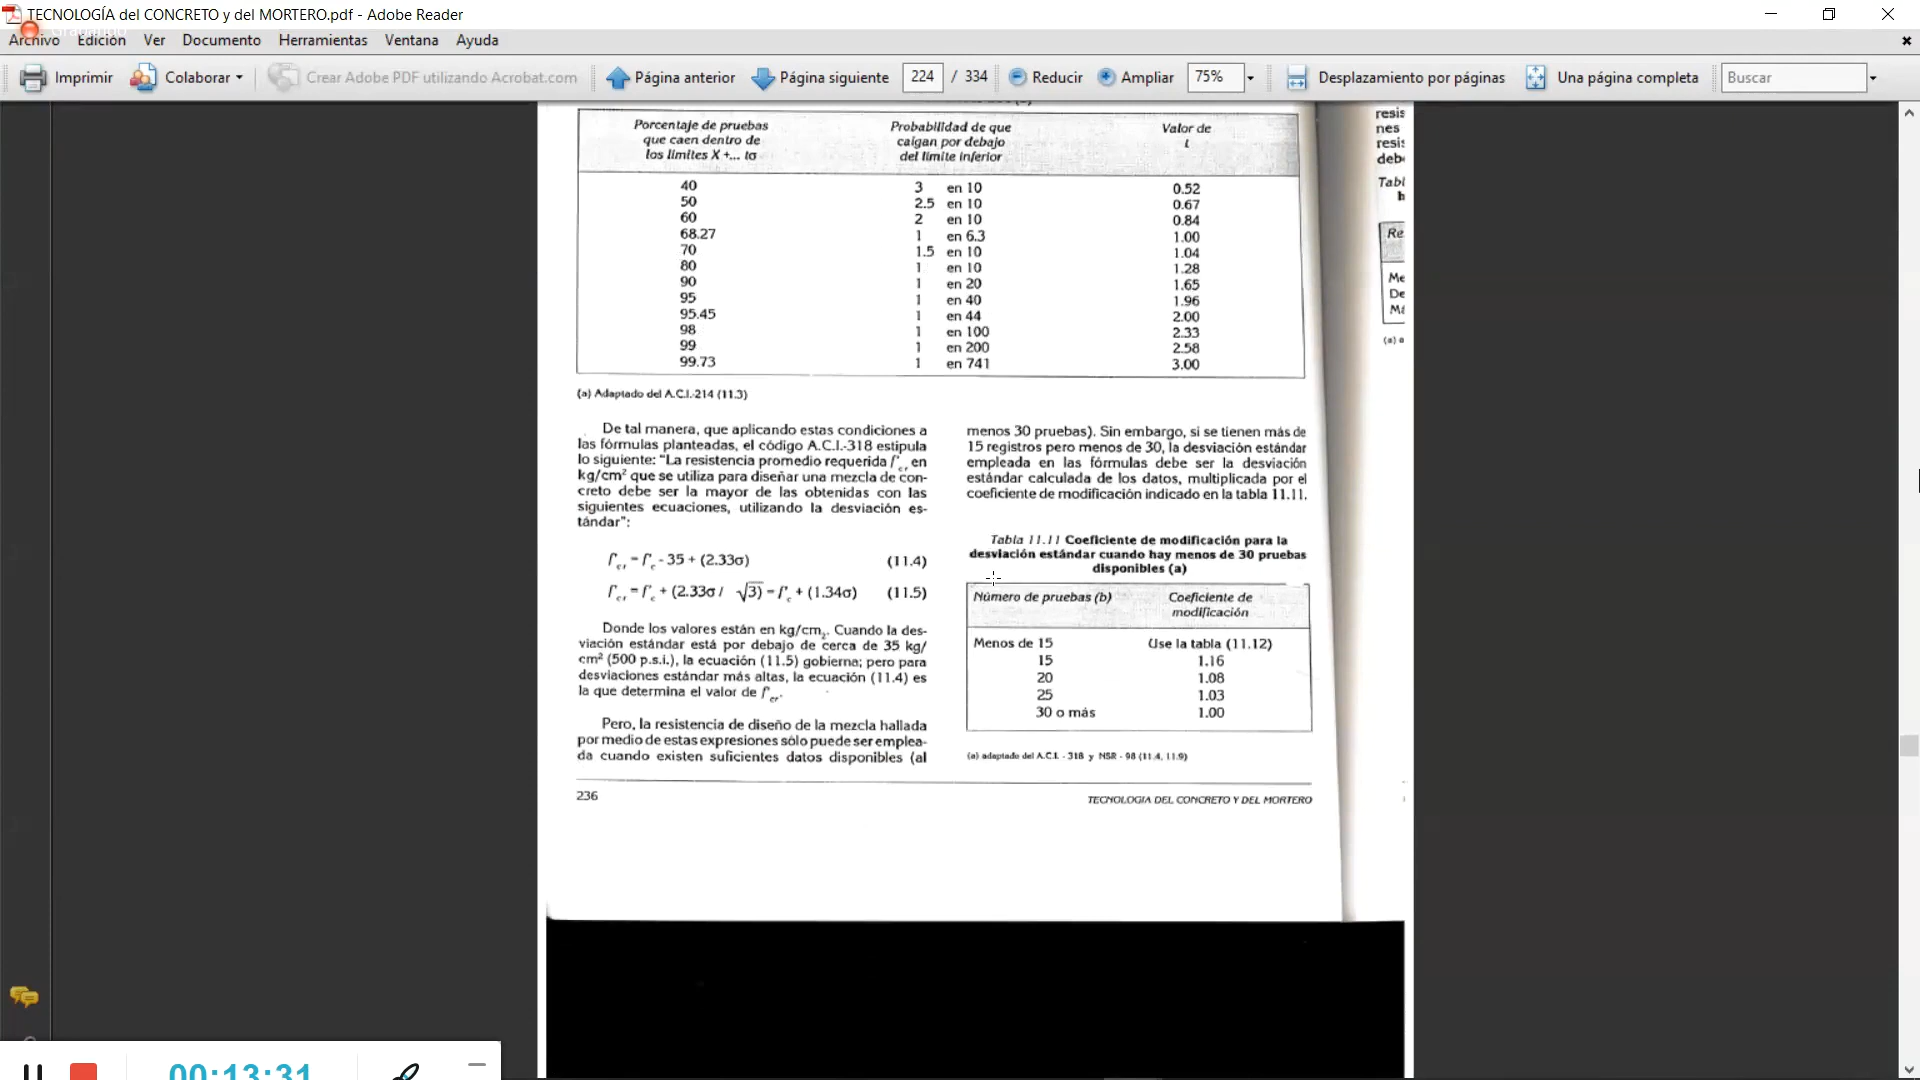 TECNOLOGÍA del CONCRETO y del MORTERO.pdf - Adobe Reader
Archivo Edición Ver Documento Herramientas Ventana Ayuda
Imprimir Colaborar Crear Adobe PDF utilizando Acrobat.com Página anterior Página siguiente 224 / 334 Reducir Ampliar 75% Desplazamiento por páginas Una página completa Buscar
Porcentaje de pruebas
que caen dentro de
los límites X +... tσ
Probabilidad de que
caigan por debajo
del límite inferior
Valor de
t
40 3 en 10 0.52
50 2.5 en 10 0.67
60 2 en 10 0.84
68.27 1 en 6.3 1.00
70 1.5 en 10 1.04
80 1 en 10 1.28
90 1 en 20 1.65
95 1 en 40 1.96
95.45 1 en 44 2.00
98 1 en 100 2.33
99 1 en 200 2.58
99.73 1 en 741 3.00
(a) Adaptado del A.C.I.-214 (11.3)
De tal manera, que aplicando estas condiciones a
las fórmulas planteadas, el código A.C.I.-318 estipula
lo siguiente: "La resistencia promedio requerida f'cr en
kg/cm² que se utiliza para diseñar una mezcla de con-
creto debe ser la mayor de las obtenidas con las
siguientes ecuaciones, utilizando la desviación es-
tándar":
f'cr = f'c - 35 + (2.33σ) (11.4)
f'cr = f'c + (2.33σ / √3) = f'c + (1.34σ) (11.5)
Donde los valores están en kg/cm2. Cuando la des-
viación estándar está por debajo de cerca de 35 kg/
cm² (500 p.s.i.), la ecuación (11.5) gobierna; pero para
desviaciones estándar más altas, la ecuación (11.4) es
la que determina el valor de f'cr.
Pero, la resistencia de diseño de la mezcla hallada
por medio de estas expresiones sólo puede ser emplea-
da cuando existen suficientes datos disponibles (al
menos 30 pruebas). Sin embargo, si se tienen más de
15 registros pero menos de 30, la desviación estándar
empleada en las fórmulas debe ser la desviación
estándar calculada de los datos, multiplicada por el
coeficiente de modificación indicado en la tabla 11.11.
Tabla 11.11 Coeficiente de modificación para la
desviación estándar cuando hay menos de 30 pruebas
disponibles (a)
Número de pruebas (b) Coeficiente de
modificación
Menos de 15 Use la tabla (11.12)
15 1.16
20 1.08
25 1.03
30 o más 1.00
(a) adaptado del A.C.I. - 318 y NSR - 98 (11.4, 11.9)
236
TECNOLOGIA DEL CONCRETO Y DEL MORTERO
resis
nes
resis
deb
Tabl
Re
Me
De
Má
(a) a
00:13:31